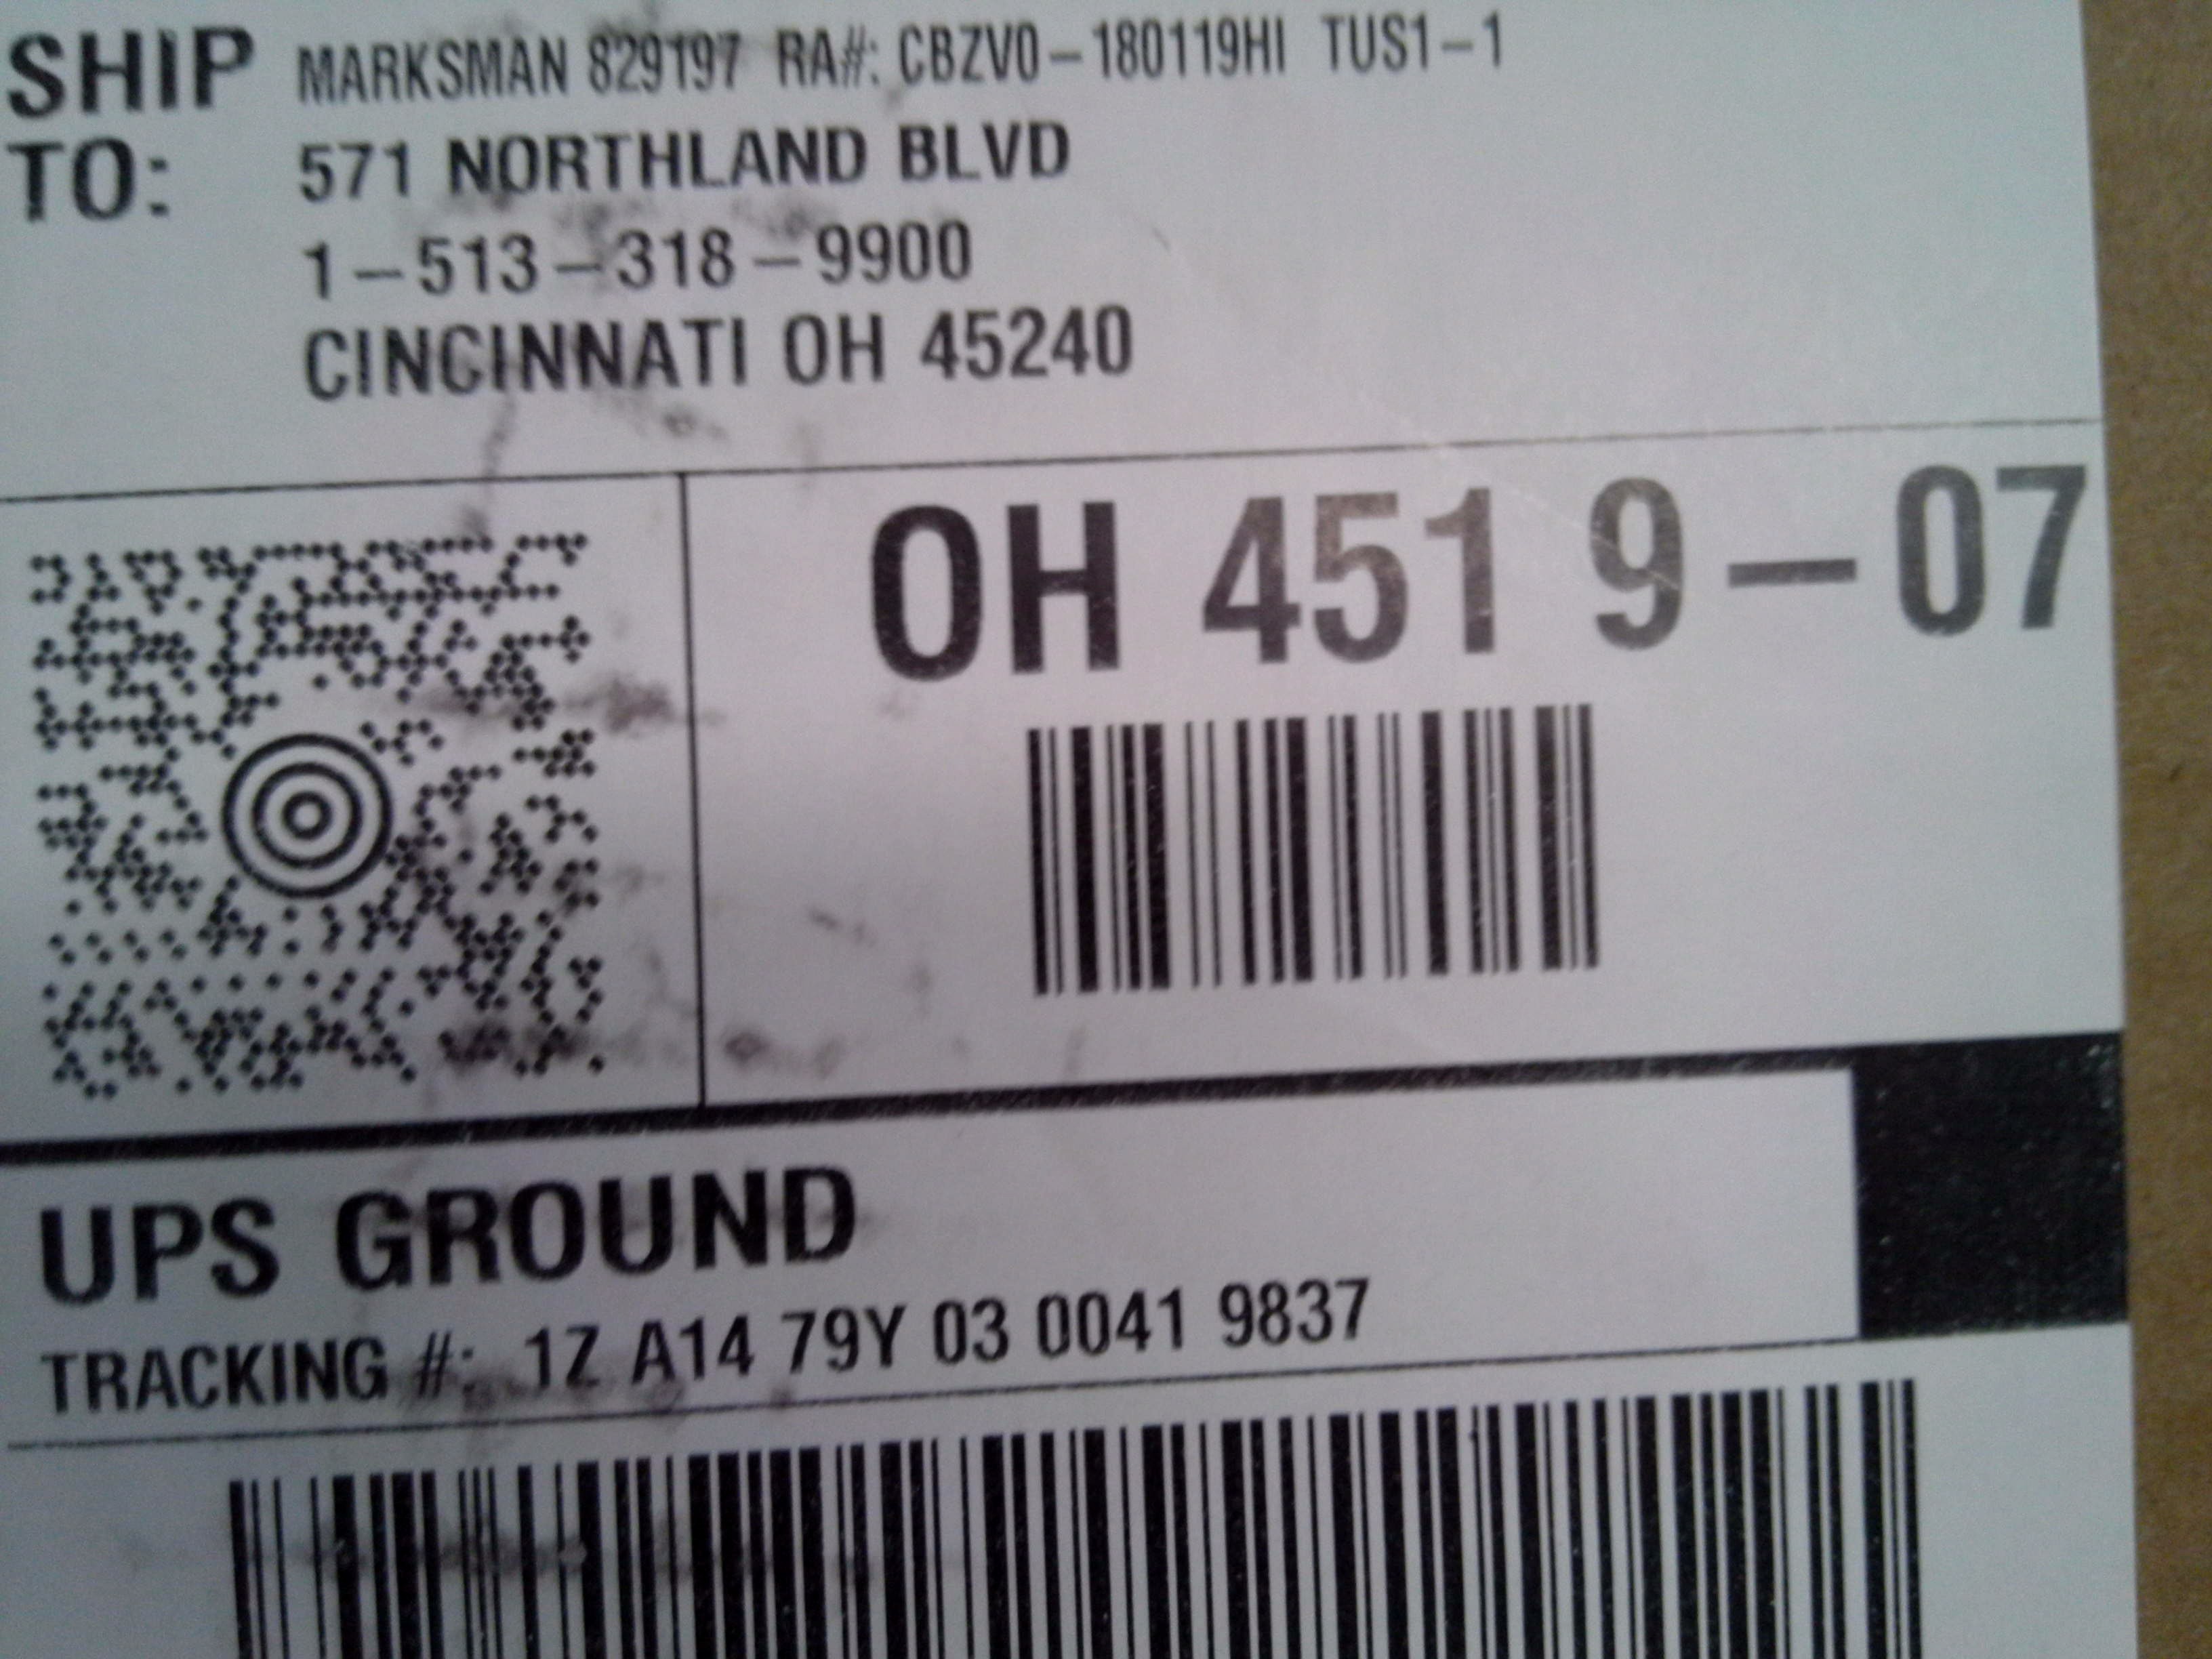 SHIP TO: MARKSMAN 829197 RA#: CBZV0-180119HI TUS1-1
571 NORTHLAND BLVD
1-513-318-9900
CINCINNATI OH 45240
OH 451 9-07
UPS GROUND
TRACKING #: 1Z A14 79Y 03 0041 9837